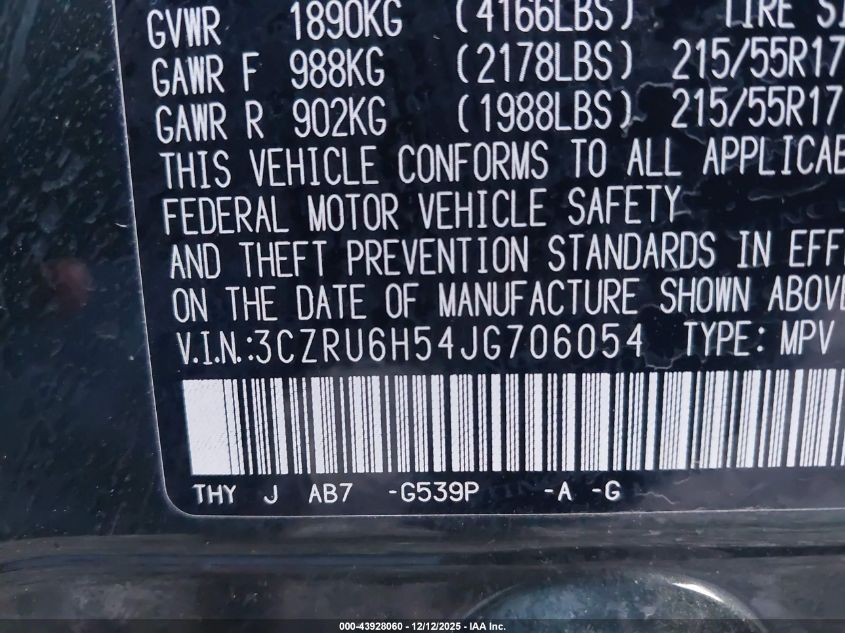 GVWR 1890KG (4166LBS) TIRE SI
GAWR F 988KG (2178LBS) 215/55R17
GAWR R 902KG (1988LBS) 215/55R17
THIS VEHICLE CONFORMS TO ALL APPLICAB
FEDERAL MOTOR VEHICLE SAFETY
AND THEFT PREVENTION STANDARDS IN EFF
ON THE DATE OF MANUFACTURE SHOWN ABOVE
V.I.N.:3CZRU6H54JG706054 TYPE: MPV
THY J AB7 -G539P -A -G
000-43928060 - 12/12/2025 - IAA Inc.